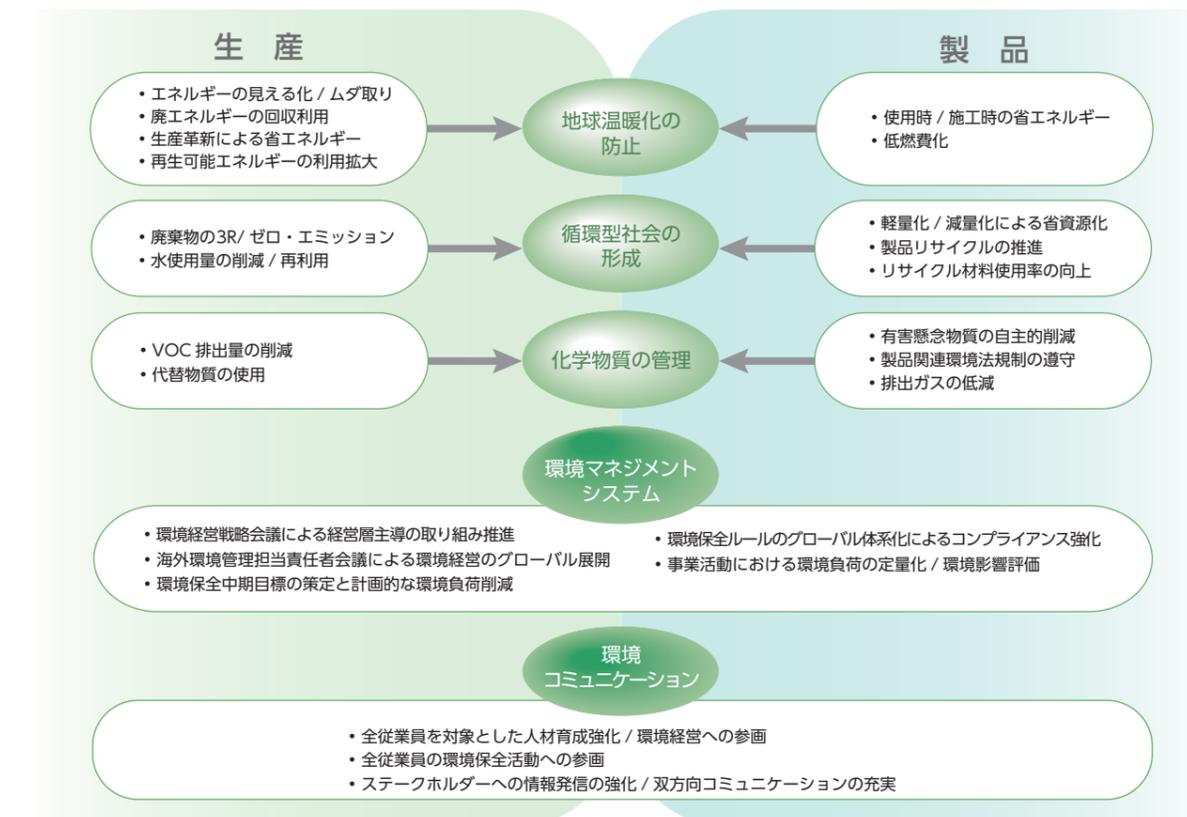 生 産
製 品
・エネルギーの見える化 / ムダ取り
・廃エネルギーの回収利用
・生産革新による省エネルギー
・再生可能エネルギーの利用拡大
地球温暖化の
防止
・使用時 / 施工時の省エネルギー
・低燃費化
・廃棄物の3R/ ゼロ・エミッション
・水使用量の削減 / 再利用
循環型社会の
形成
・軽量化 / 減量化による省資源化
・製品リサイクルの推進
・リサイクル材料使用率の向上
・VOC 排出量の削減
・代替物質の使用
化学物質の管理
・有害懸念物質の自主的削減
・製品関連環境法規制の遵守
・排出ガスの低減
環境マネジメント
システム
・環境経営戦略会議による経営層主導の取り組み推進
・海外環境管理担当責任者会議による環境経営のグローバル展開
・環境保全中期目標の策定と計画的な環境負荷削減
・環境保全ルールのグローバル体系化によるコンプライアンス強化
・事業活動における環境負荷の定量化 / 環境影響評価
環境
コミュニケーション
・全従業員を対象とした人材育成強化 / 環境経営への参画
・全従業員の環境保全活動への参画
・ステークホルダーへの情報発信の強化 / 双方向コミュニケーションの充実